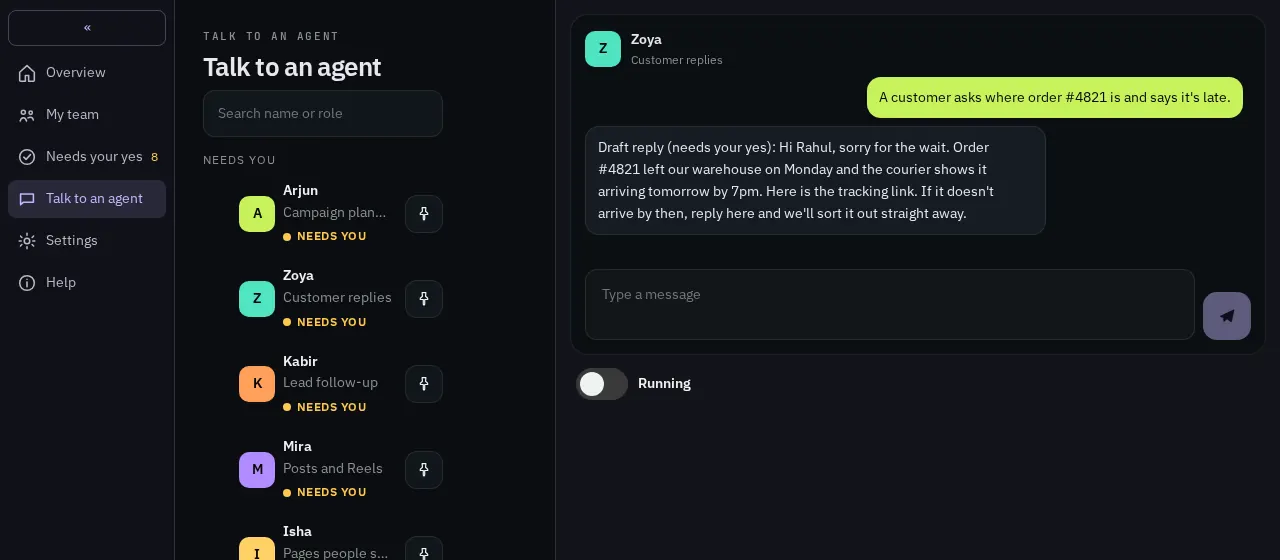 «
Overview
My team
Needs your yes 8
Talk to an agent
Settings
Help
TALK TO AN AGENT
Talk to an agent
Search name or role
NEEDS YOU
A
Arjun
Campaign plan...
NEEDS YOU
Z
Zoya
Customer replies
NEEDS YOU
K
Kabir
Lead follow-up
NEEDS YOU
M
Mira
Posts and Reels
NEEDS YOU
I
Isha
Pages people s...
Z
Zoya
Customer replies
A customer asks where order #4821 is and says it's late.
Draft reply (needs your yes): Hi Rahul, sorry for the wait. Order
#4821 left our warehouse on Monday and the courier shows it
arriving tomorrow by 7pm. Here is the tracking link. If it doesn't
arrive by then, reply here and we'll sort it out straight away.
Type a message
Running